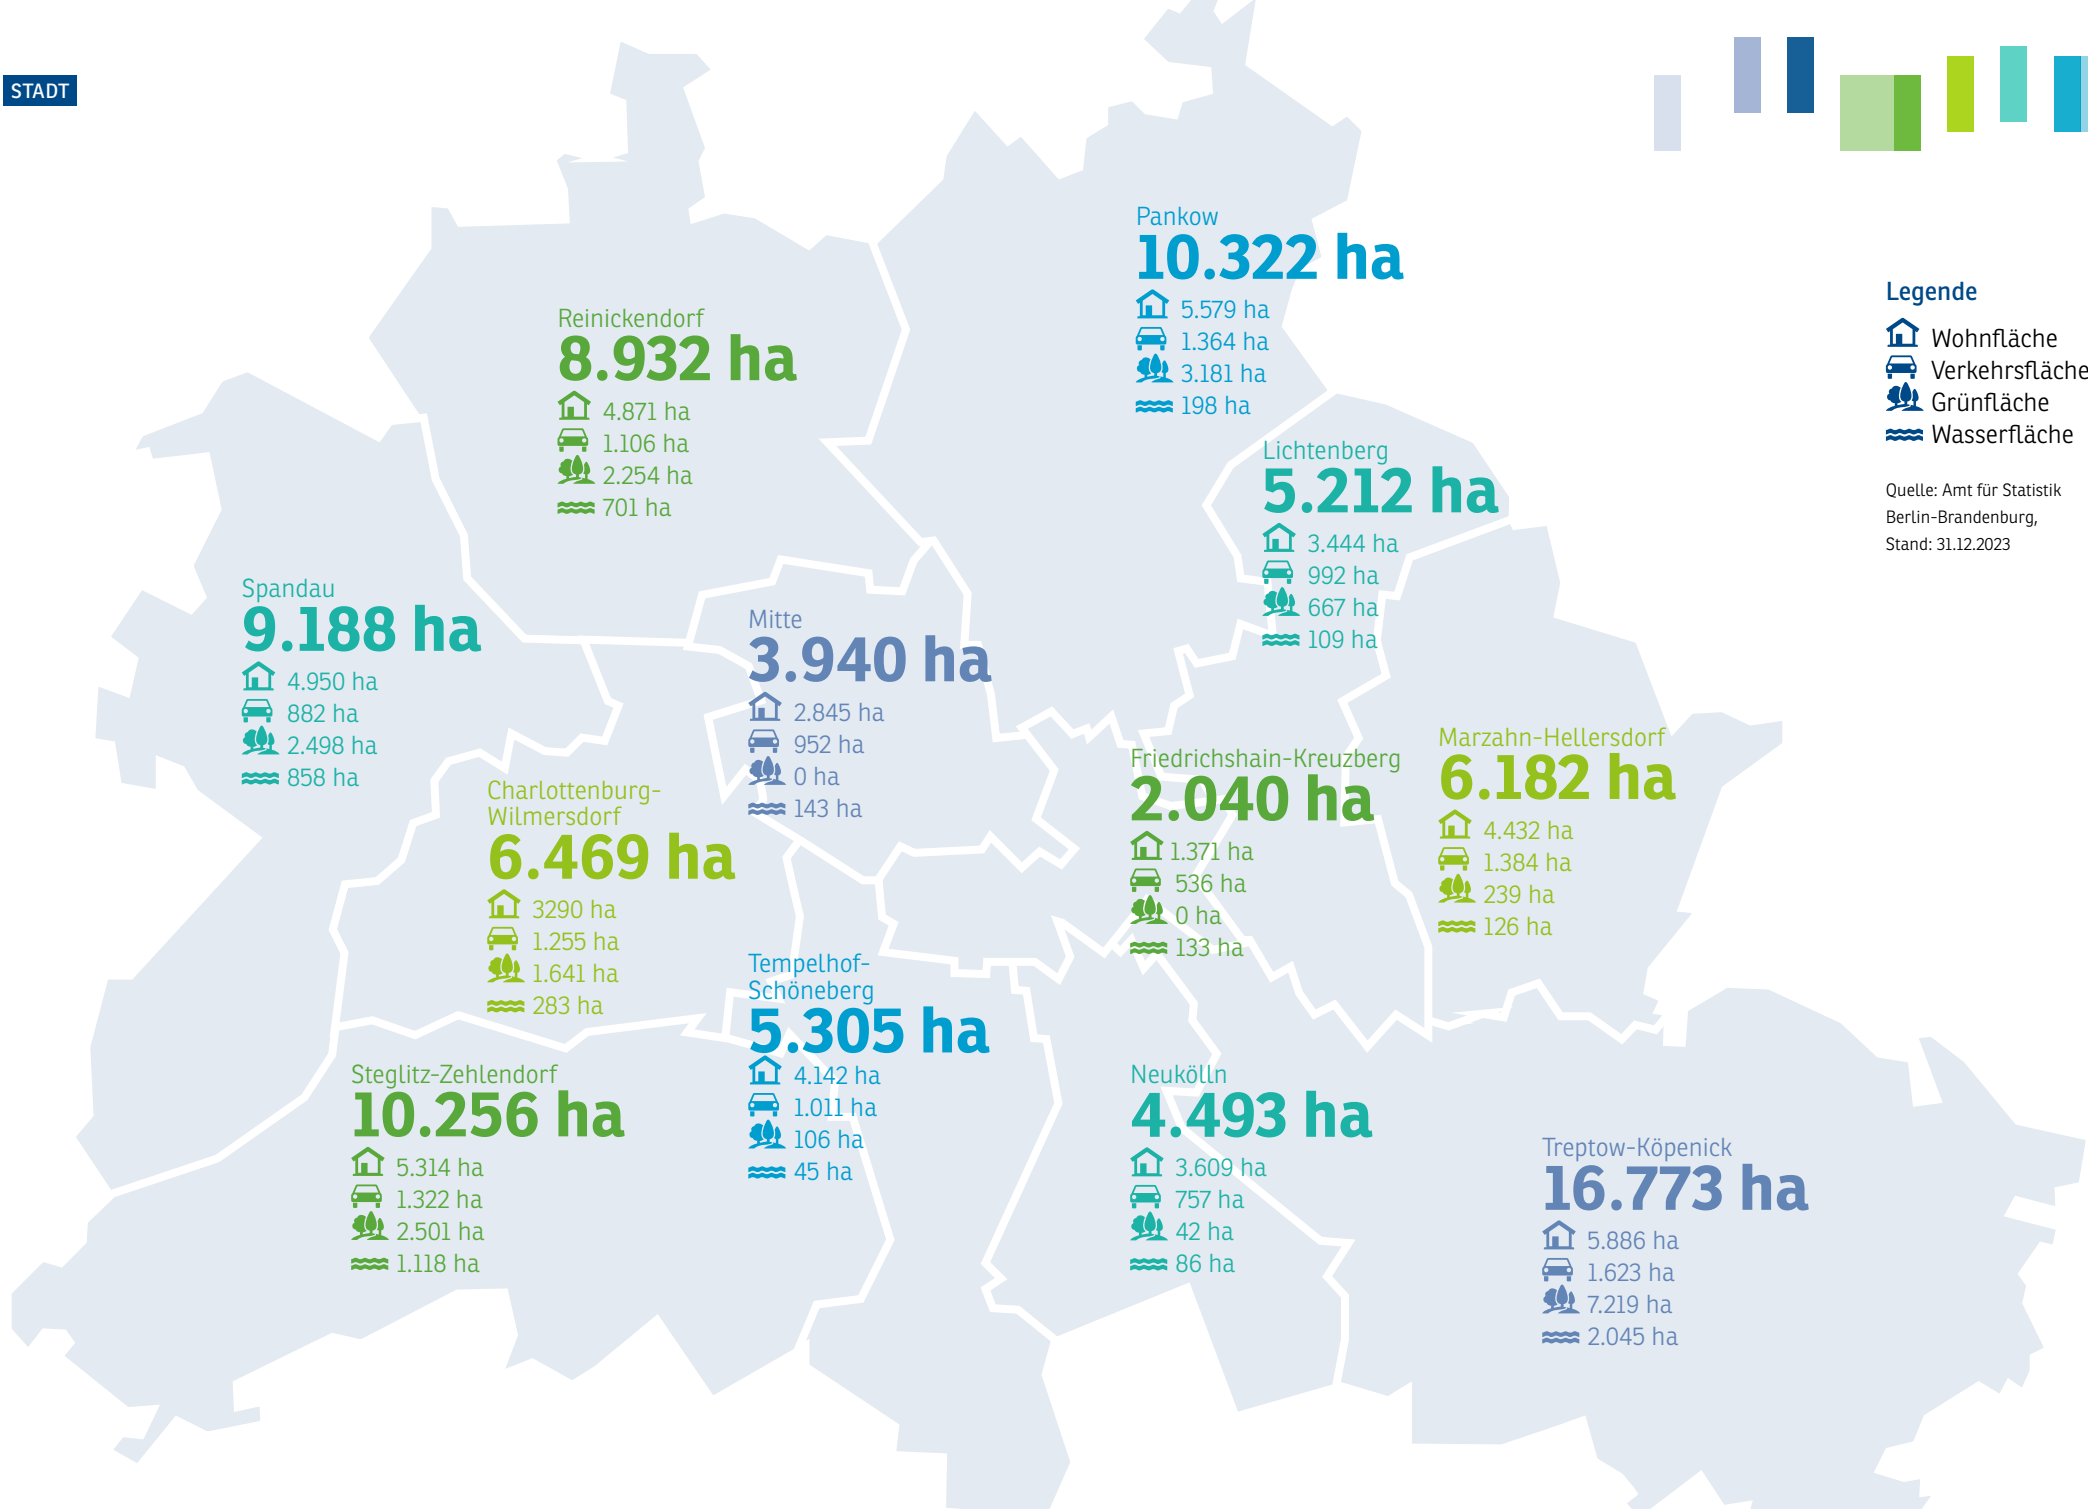 STADT
Pankow
10.322 ha
5.579 ha
1.364 ha
3.181 ha
198 ha
Legende
Wohnfläche
Verkehrsfläche
Grünfläche
Wasserfläche
Quelle: Amt für Statistik
Berlin-Brandenburg,
Stand: 31.12.2023
Reinickendorf
8.932 ha
4.871 ha
1.106 ha
2.254 ha
701 ha
Lichtenberg
5.212 ha
3.444 ha
992 ha
667 ha
109 ha
Spandau
9.188 ha
4.950 ha
882 ha
2.498 ha
858 ha
Mitte
3.940 ha
2.845 ha
952 ha
0 ha
143 ha
Friedrichshain-Kreuzberg
2.040 ha
1.371 ha
536 ha
0 ha
133 ha
Marzahn-Hellersdorf
6.182 ha
4.432 ha
1.384 ha
239 ha
126 ha
Charlottenburg-
Wilmersdorf
6.469 ha
3290 ha
1.255 ha
1.641 ha
283 ha
Tempelhof-
Schöneberg
5.305 ha
4.142 ha
1.011 ha
106 ha
45 ha
Steglitz-Zehlendorf
10.256 ha
5.314 ha
1.322 ha
2.501 ha
1.118 ha
Neukölln
4.493 ha
3.609 ha
757 ha
42 ha
86 ha
Treptow-Köpenick
16.773 ha
5.886 ha
1.623 ha
7.219 ha
2.045 ha